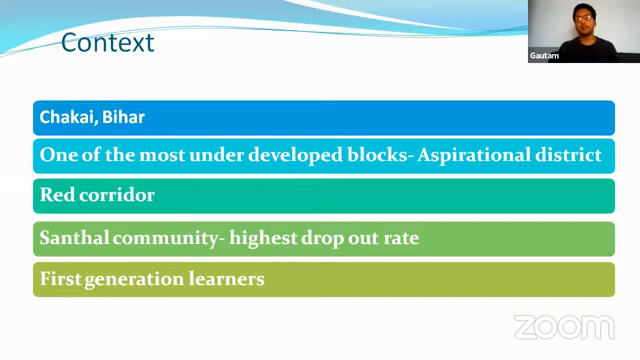 Context
Gautam
Chakai, Bihar
One of the most under developed blocks- Aspirational district
Red corridor
Santhal community- highest drop out rate
First generation learners
zoom